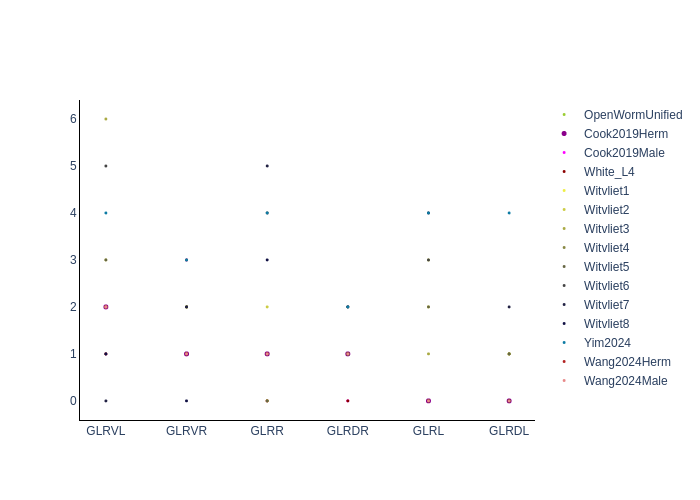 6
5
4
3
2
1
0
GLRVL GLRVR GLRR GLRDR GLRL GLRDL
OpenWormUnified
Cook2019Herm
Cook2019Male
White_L4
Witvliet1
Witvliet2
Witvliet3
Witvliet4
Witvliet5
Witvliet6
Witvliet7
Witvliet8
Yim2024
Wang2024Herm
Wang2024Male